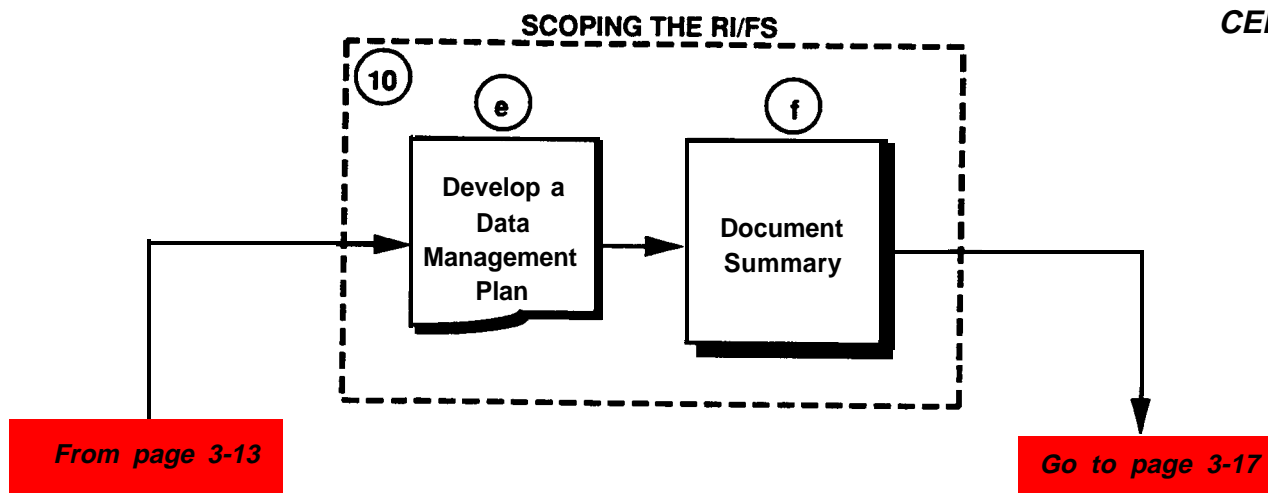 SCOPING THE RI/FS
10
e
f
Develop a
Data
Management
Plan
Document
Summary
From page 3-13
Go to page 3-17